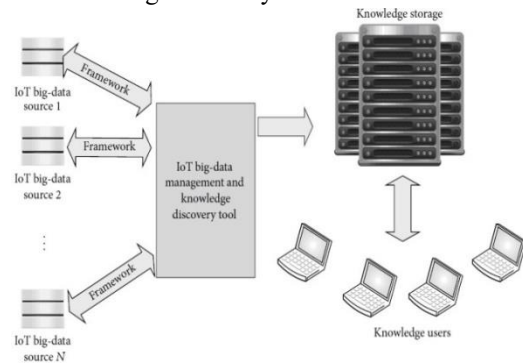 Knowledge storage
IoT big-data
source 1
Framework
IoT big-data
source 2
Framework
IoT big-data
management and
knowledge
discovery tool
⋮
IoT big-data
source N
Framework
Knowledge users